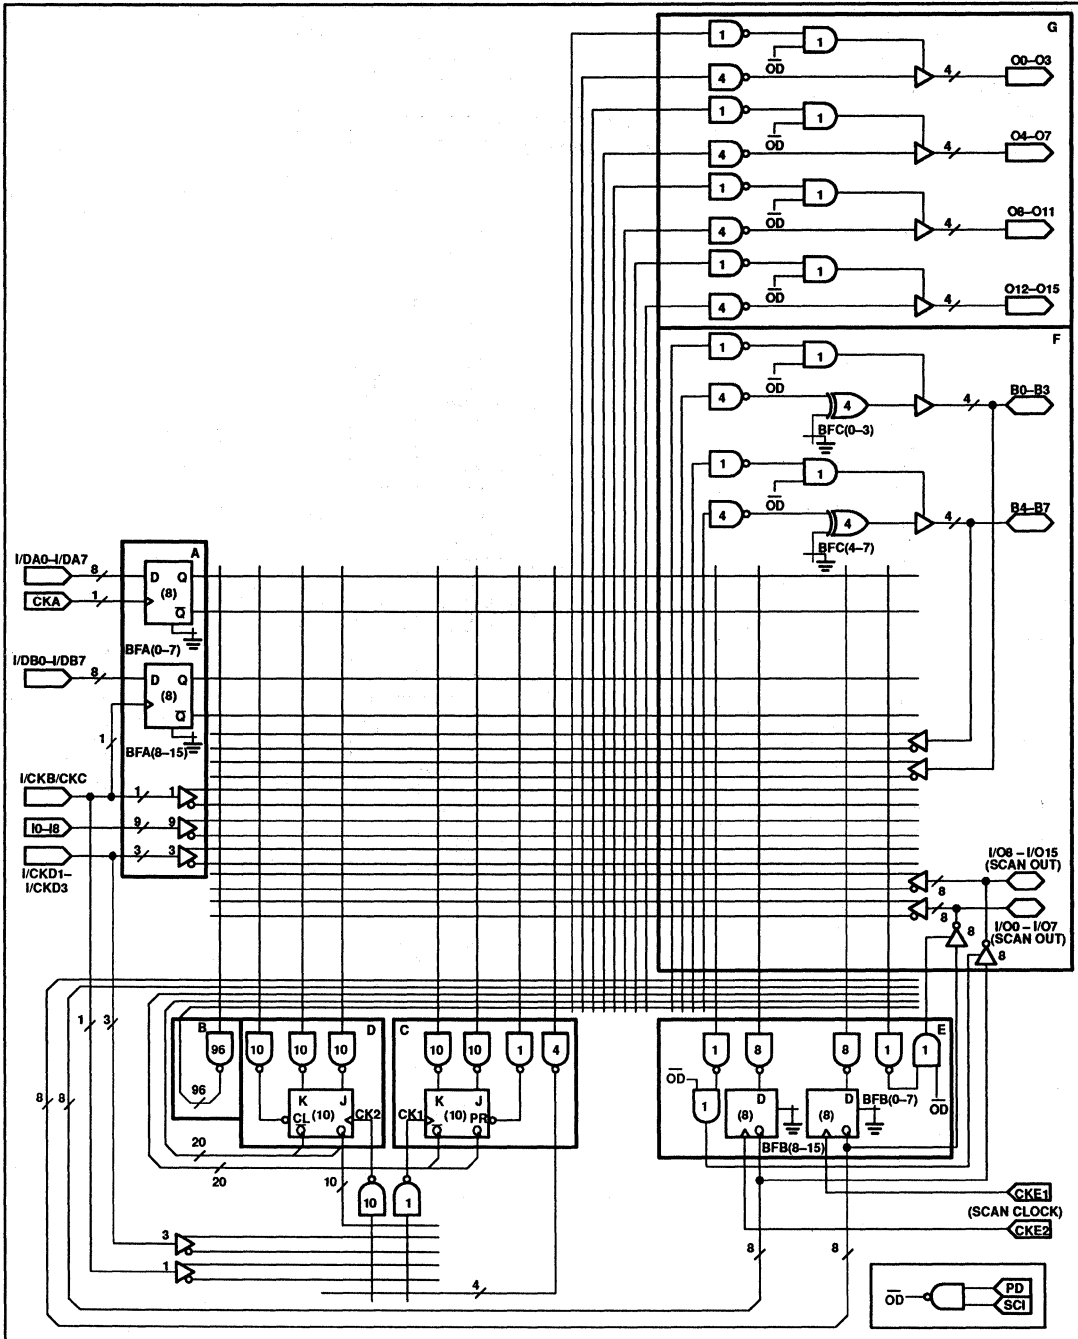 G
1
1
OD
O0–O3
4
4
1
1
OD
O4–O7
4
4
1
1
OD
O8–O11
4
4
1
1
OD
O12–O15
4
4
F
1
1
OD
B0–B3
4
4
4
BFC(0–3)
1
1
OD
B4–B7
4
4
4
BFC(4–7)
A
I/DA0–I/DA7
8
D Q
CKA
1
(8)
Q
BFA(0–7)
I/DB0–I/DB7
8
D Q
(8)
Q
1
BFA(8–15)
I/CKB/CKC
1 1
I0–I8
9 9
3 3
I/CKD1–
I/CKD3
I/O8 – I/O15
(SCAN OUT)
8
8
I/O0 – I/O7
(SCAN OUT)
8
8
1 3
B
96
D
10
10
10
C
10
10
1
4
E
1
8
8
1
1
96
K J
CL
(10)
Q Q
CK2
CK1
K J
(10)
PR
Q Q
OD
1
D
(8)
Q
BFB(8–15)
D
(8)
Q
BFB(0–7)
OD
8 8
20
20
10
10
1
CKE1
(SCAN CLOCK)
CKE2
3
1
4
8
8
OD
PD
SCI